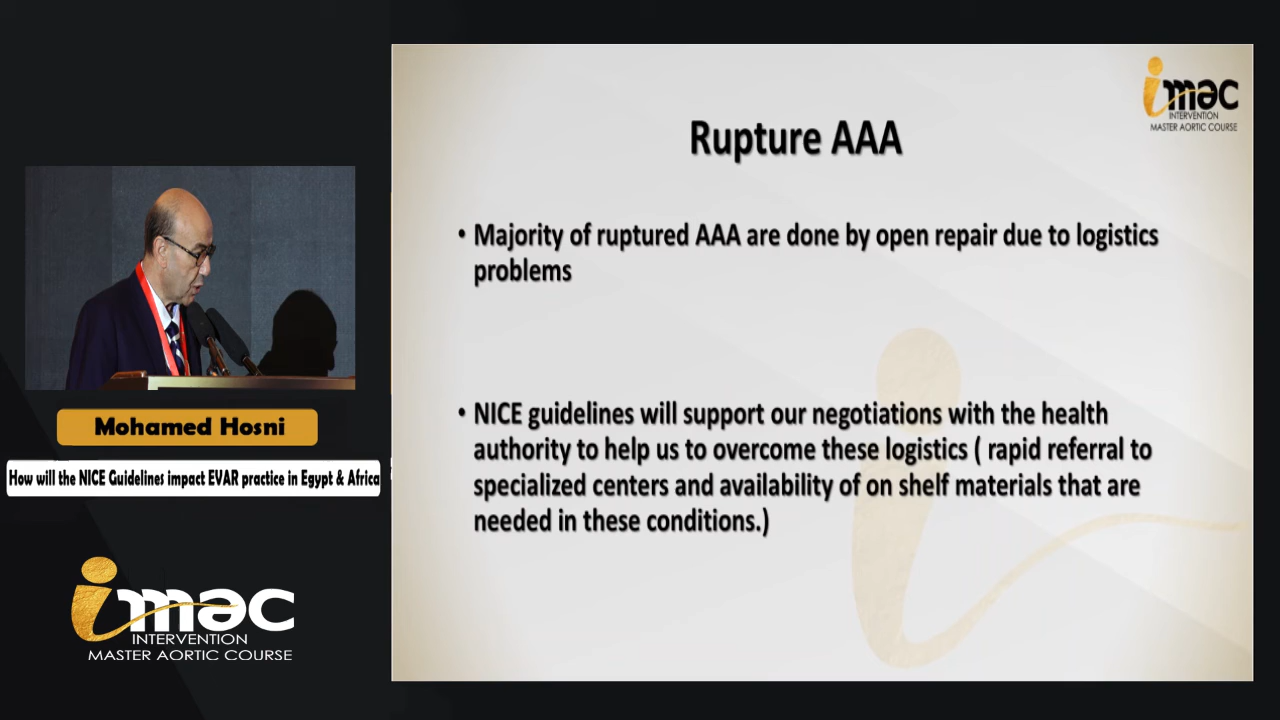 imac
INTERVENTION
MASTER AORTIC COURSE
Rupture AAA
• Majority of ruptured AAA are done by open repair due to logistics
problems
• NICE guidelines will support our negotiations with the health
authority to help us to overcome these logistics ( rapid referral to
specialized centers and availability of on shelf materials that are
needed in these conditions.)
Mohamed Hosni
How will the NICE Guidelines impact EVAR practice in Egypt & Africa
imac
INTERVENTION
MASTER AORTIC COURSE